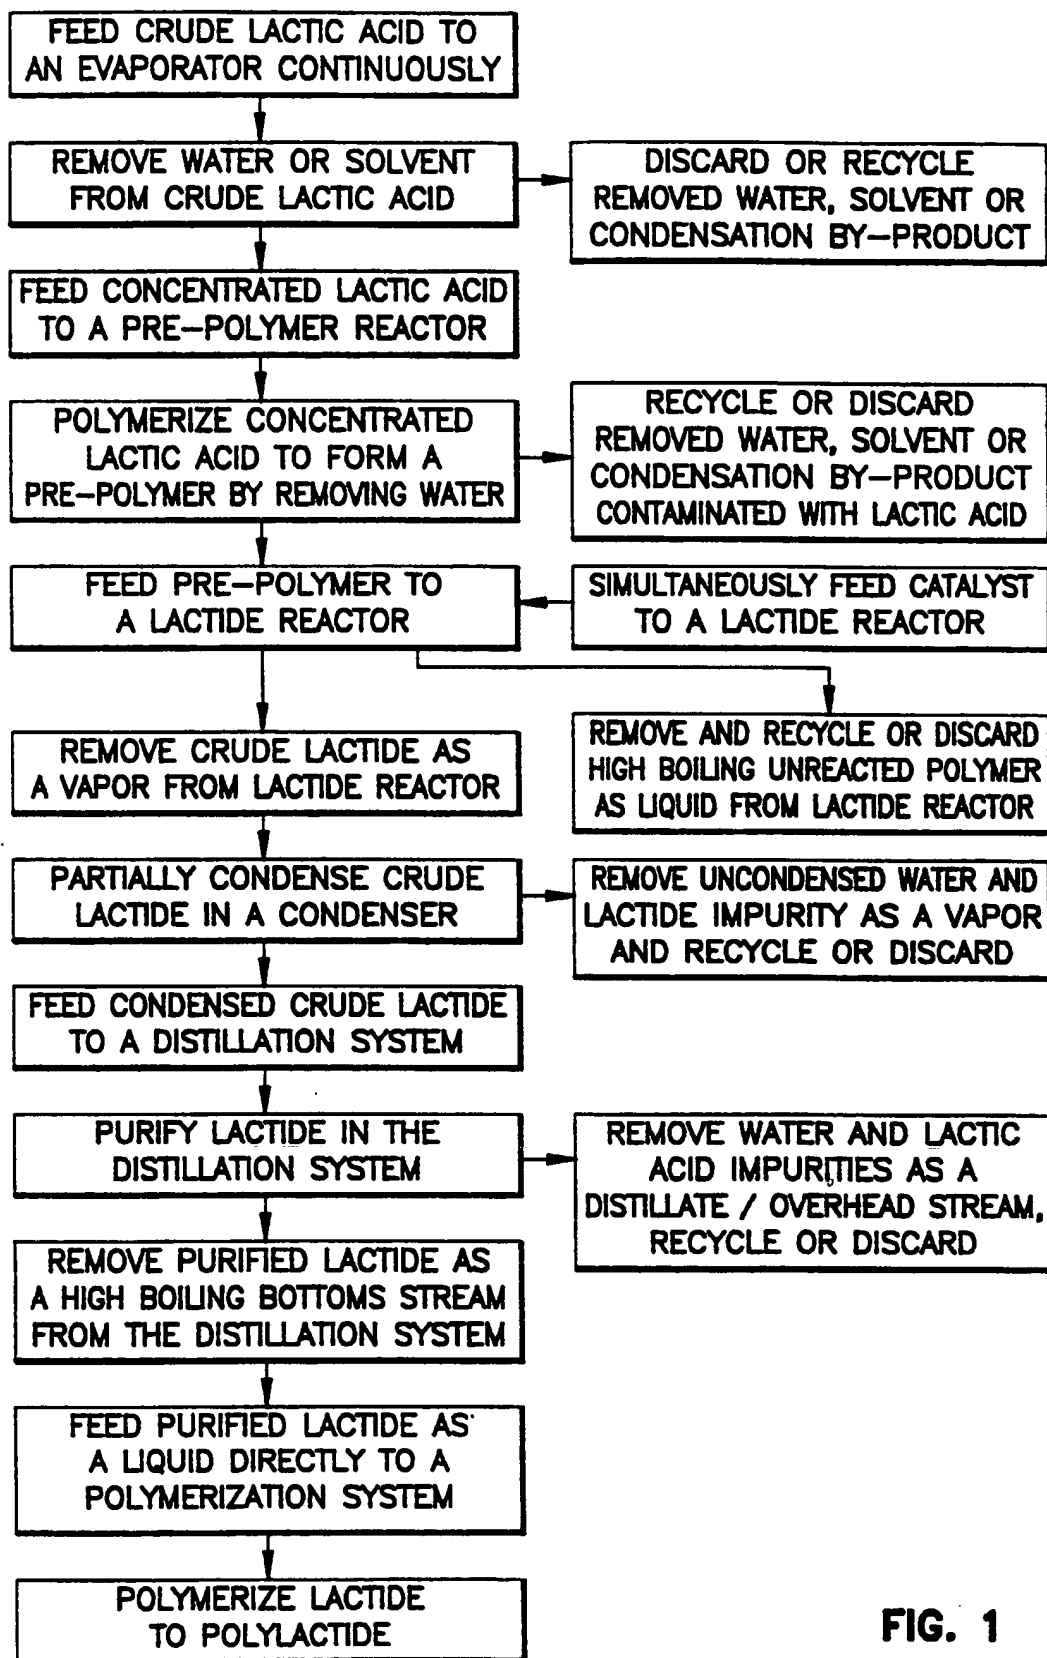 FEED CRUDE LACTIC ACID TO
AN EVAPORATOR CONTINUOUSLY
REMOVE WATER OR SOLVENT
FROM CRUDE LACTIC ACID
DISCARD OR RECYCLE
REMOVED WATER, SOLVENT OR
CONDENSATION BY-PRODUCT
FEED CONCENTRATED LACTIC ACID
TO A PRE-POLYMER REACTOR
POLYMERIZE CONCENTRATED
LACTIC ACID TO FORM A
PRE-POLYMER BY REMOVING WATER
RECYCLE OR DISCARD
REMOVED WATER, SOLVENT OR
CONDENSATION BY-PRODUCT
CONTAMINATED WITH LACTIC ACID
FEED PRE-POLYMER TO
A LACTIDE REACTOR
SIMULTANEOUSLY FEED CATALYST
TO A LACTIDE REACTOR
REMOVE CRUDE LACTIDE AS
A VAPOR FROM LACTIDE REACTOR
REMOVE AND RECYCLE OR DISCARD
HIGH BOILING UNREACTED POLYMER
AS LIQUID FROM LACTIDE REACTOR
PARTIALLY CONDENSE CRUDE
LACTIDE IN A CONDENSER
REMOVE UNCONDENSED WATER AND
LACTIDE IMPURITY AS A VAPOR
AND RECYCLE OR DISCARD
FEED CONDENSED CRUDE LACTIDE
TO A DISTILLATION SYSTEM
PURIFY LACTIDE IN THE
DISTILLATION SYSTEM
REMOVE WATER AND LACTIC
ACID IMPURITIES AS A
DISTILLATE / OVERHEAD STREAM,
RECYCLE OR DISCARD
REMOVE PURIFIED LACTIDE AS
A HIGH BOILING BOTTOMS STREAM
FROM THE DISTILLATION SYSTEM
FEED PURIFIED LACTIDE AS
A LIQUID DIRECTLY TO A
POLYMERIZATION SYSTEM
POLYMERIZE LACTIDE
TO POLYLACTIDE
FIG. 1